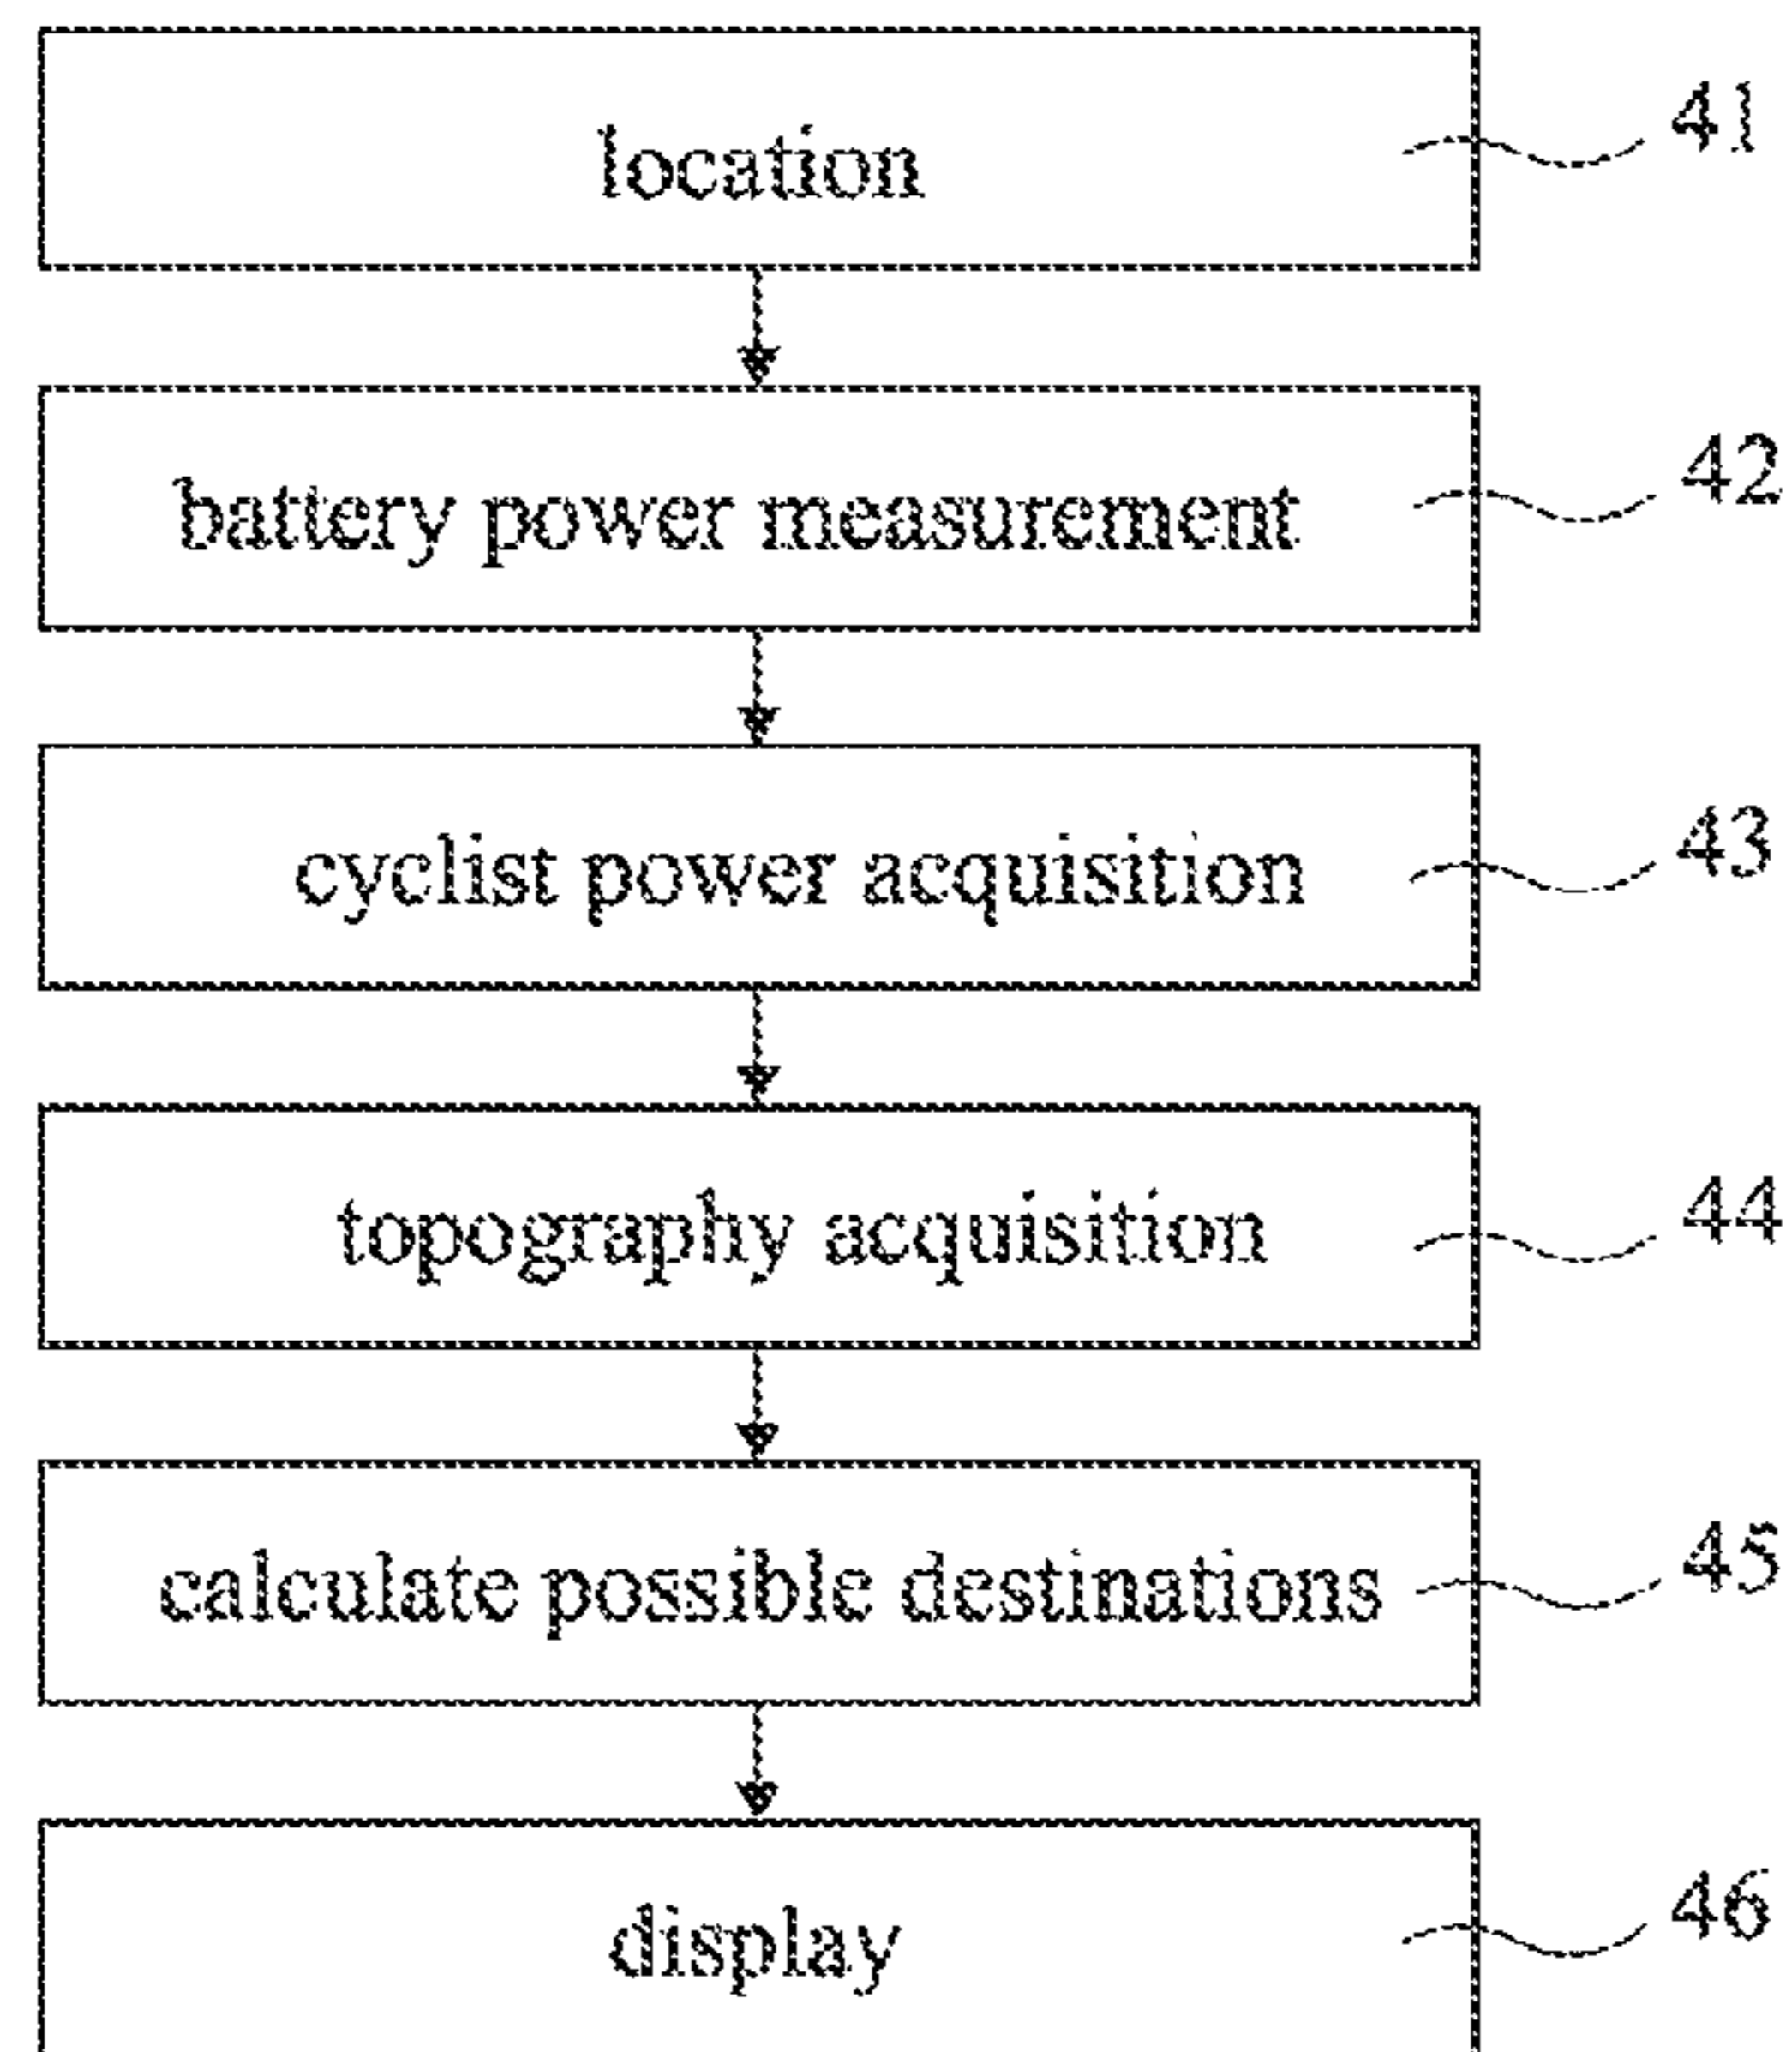 location
41
battery power measurement
42
cyclist power acquisition
43
topography acquisition
44
calculate possible destinations
45
display
46